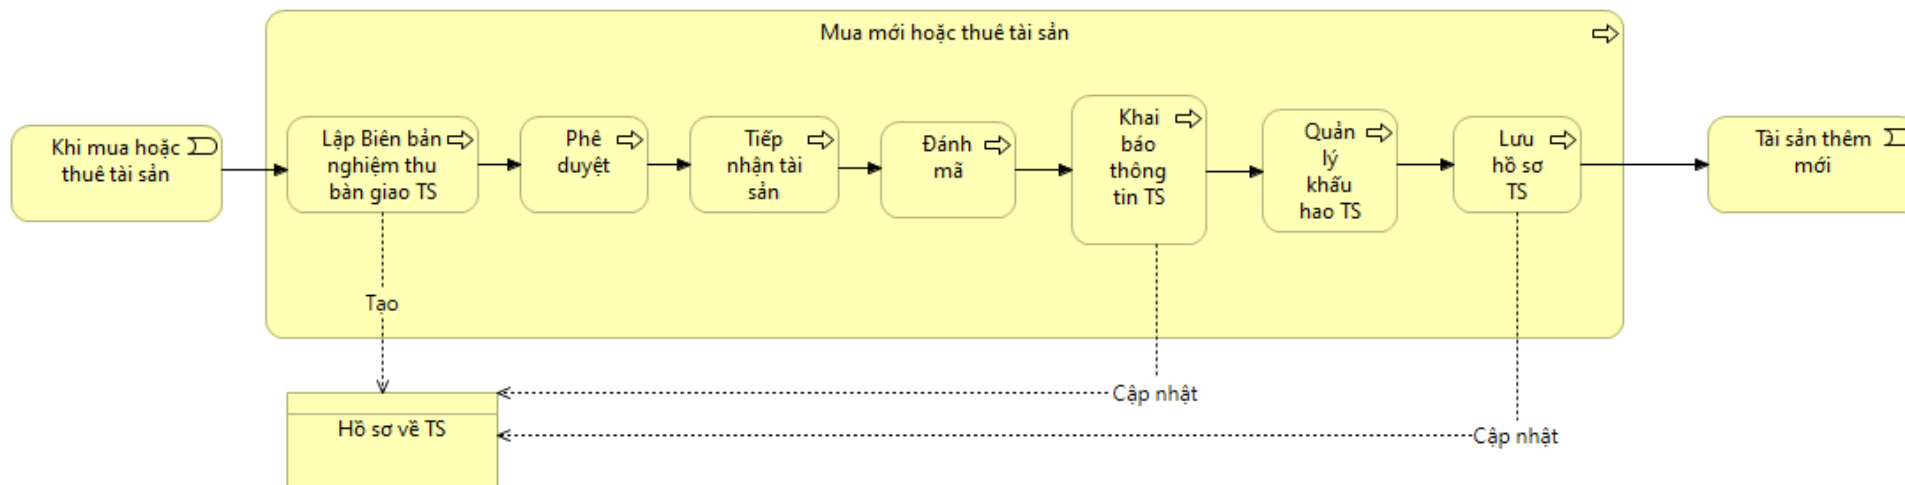 Mua mới hoặc thuê tài sản
Khi mua hoặc
thuê tài sản
Lập Biên bản
nghiệm thu
bàn giao TS
Phê
duyệt
Tiếp
nhận tài
sản
Đánh
mã
Khai
báo
thông
tin TS
Quản
lý
khấu
hao TS
Lưu
hồ sơ
TS
Tài sản thêm
mới
Tạo
Cập nhật
Cập nhật
Hồ sơ về TS